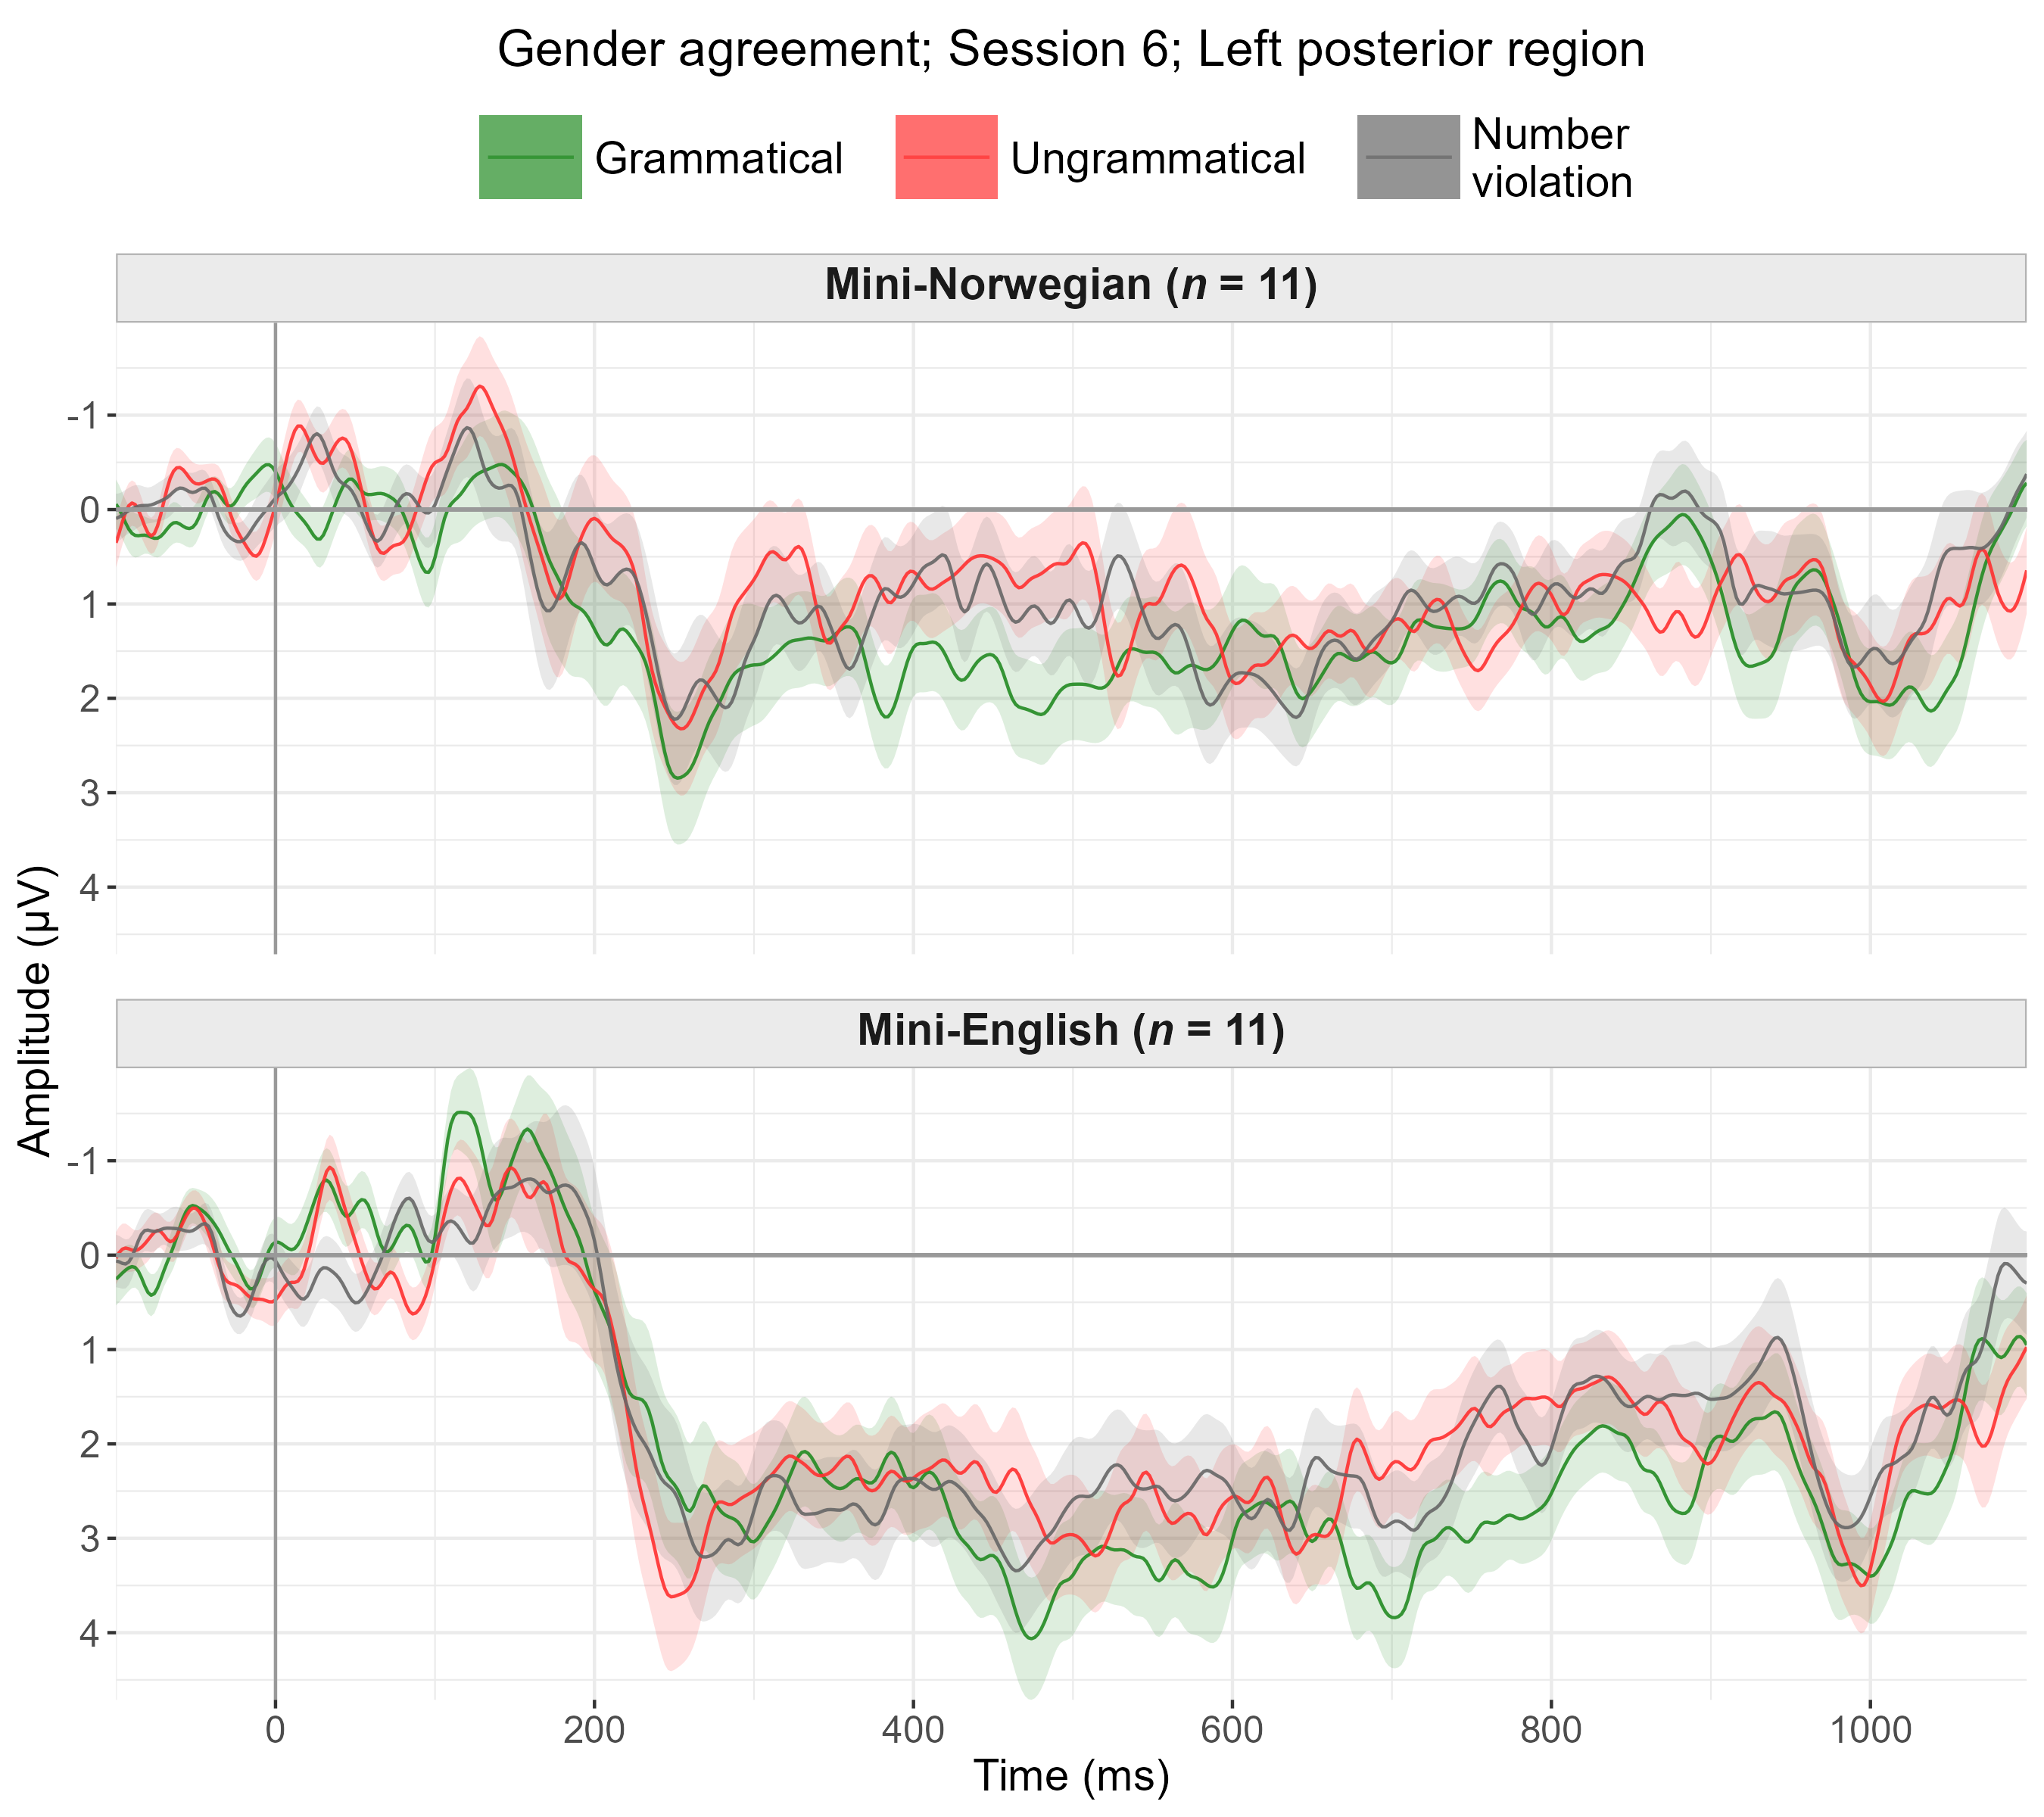 Gender agreement; Session 6; Left posterior region
Grammatical
Ungrammatical
Number
violation
Mini-Norwegian (n = 11)
-1
0
1
2
3
4
Amplitude (µV)
Mini-English (n = 11)
-1
0
1
2
3
4
0 200 400 600 800 1000
Time (ms)